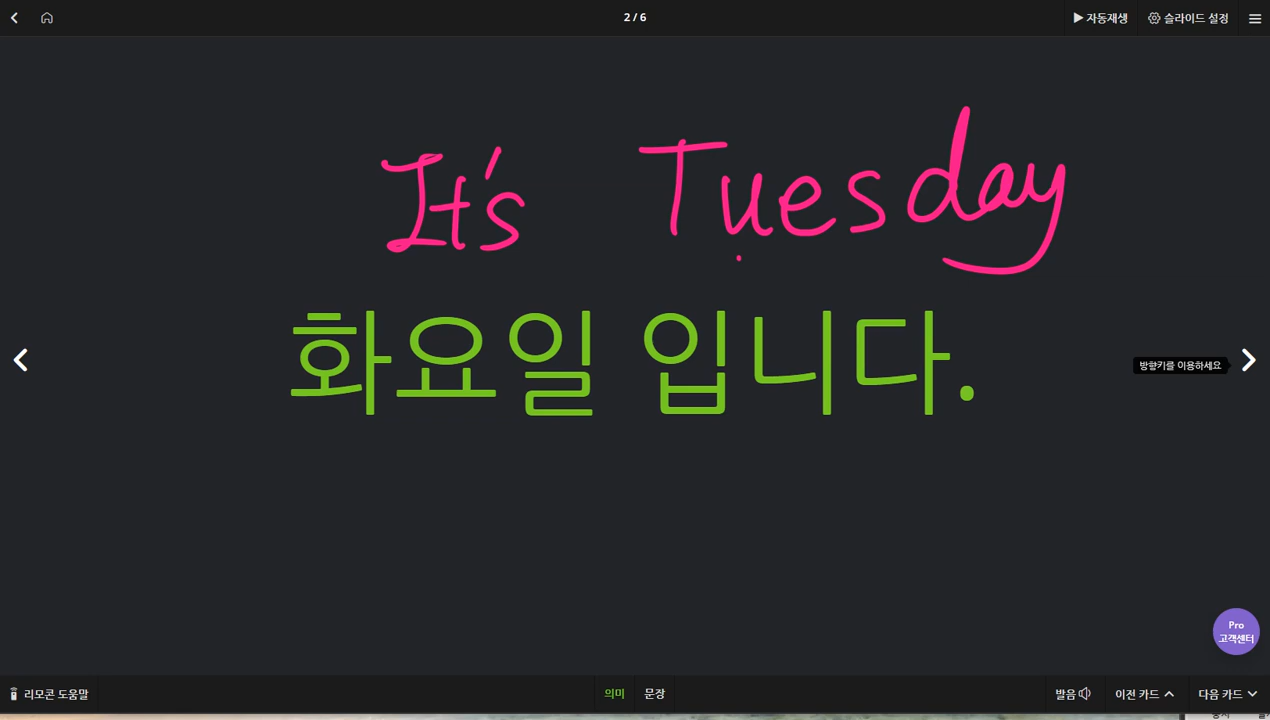 2 / 6
자동재생
슬라이드 설정
It's Tuesday
화요일 입니다.
방향키를 이용하세요
Pro
고객센터
리모콘 도움말
의미
문장
발음
이전 카드
다음 카드